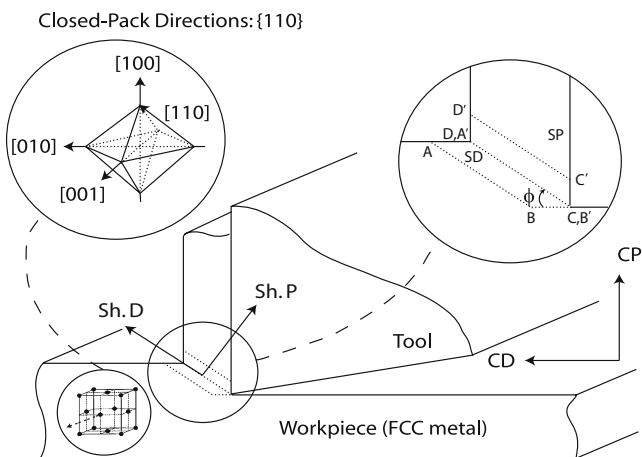 Closed-Pack Directions: {110}
[100]
[110]
[010]
[001]
D'
D,A'
SP
A
SD
C'
ϕ
B
C,B'
CP
Sh. P
Sh. D
Tool
CD
Workpiece (FCC metal)